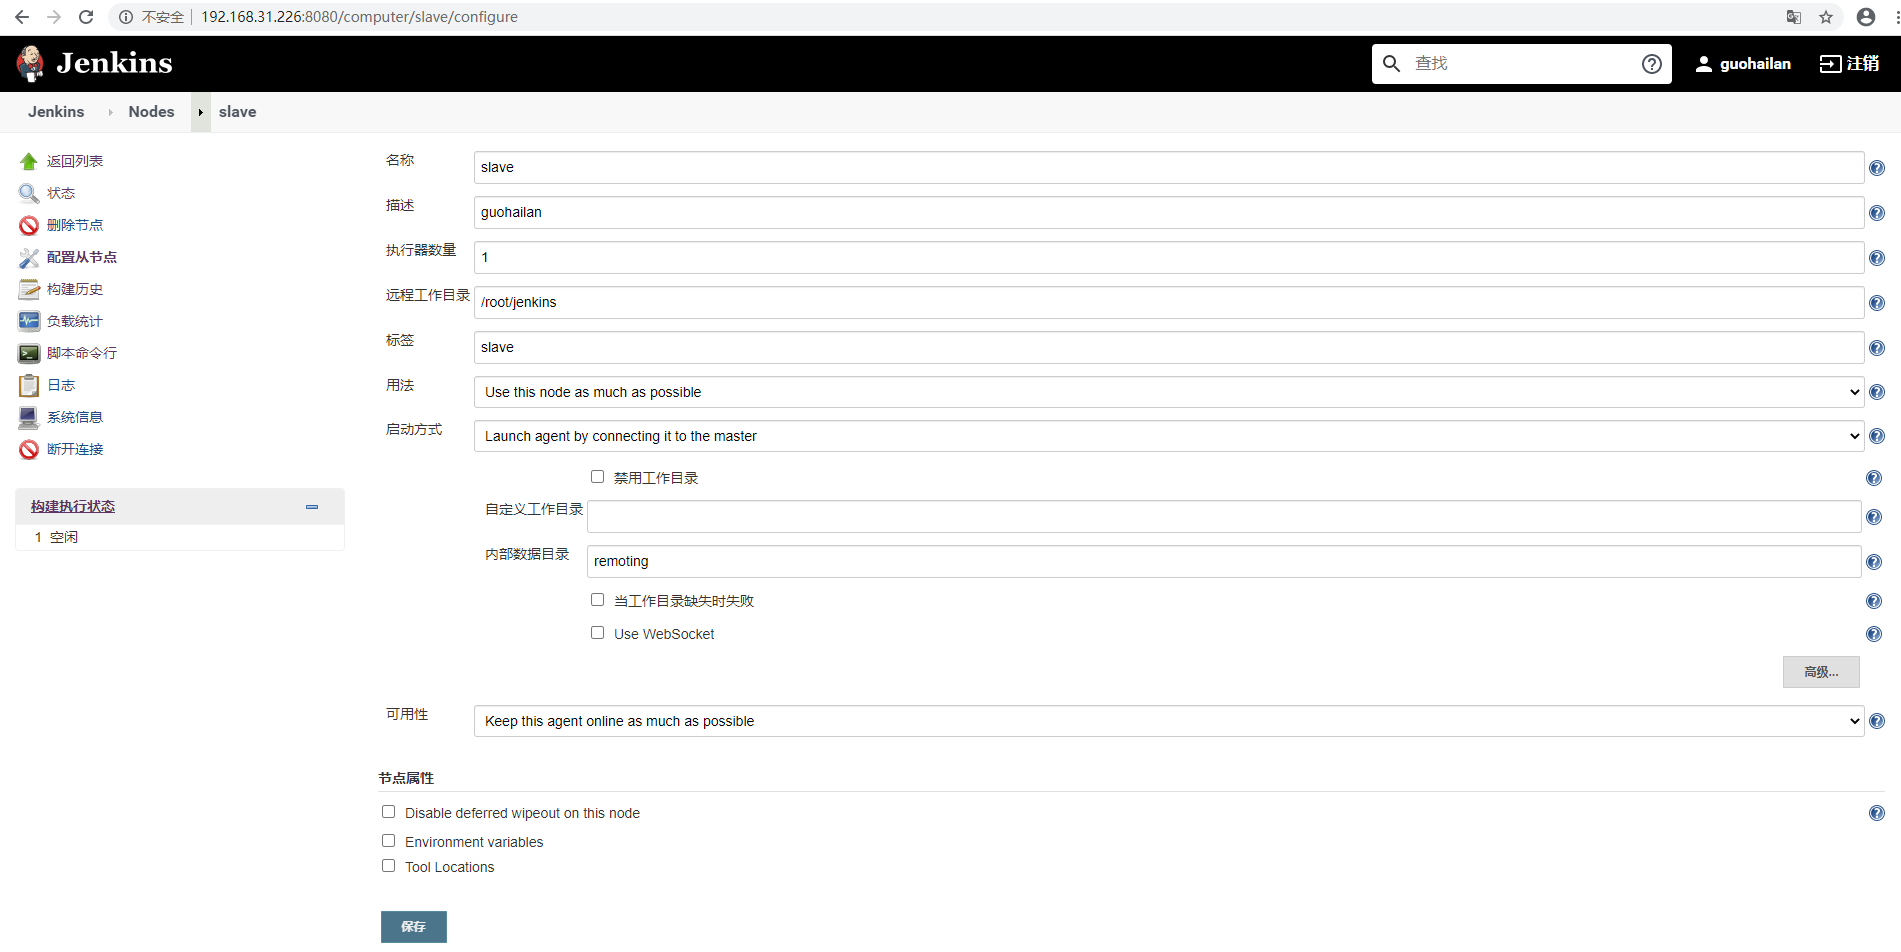 不安全 192.168.31.226:8080/computer/slave/configure
Jenkins
查找
guohailan
注销
Jenkins
Nodes
slave
返回列表
状态
删除节点
配置从节点
构建历史
负载统计
脚本命令行
日志
系统信息
断开连接
构建执行状态
1 空闲
名称
slave
描述
guohailan
执行器数量
1
远程工作目录
/root/jenkins
标签
slave
用法
Use this node as much as possible
启动方式
Launch agent by connecting it to the master
禁用工作目录
自定义工作目录
内部数据目录
remoting
当工作目录缺失时失败
Use WebSocket
高级...
可用性
Keep this agent online as much as possible
节点属性
Disable deferred wipeout on this node
Environment variables
Tool Locations
保存